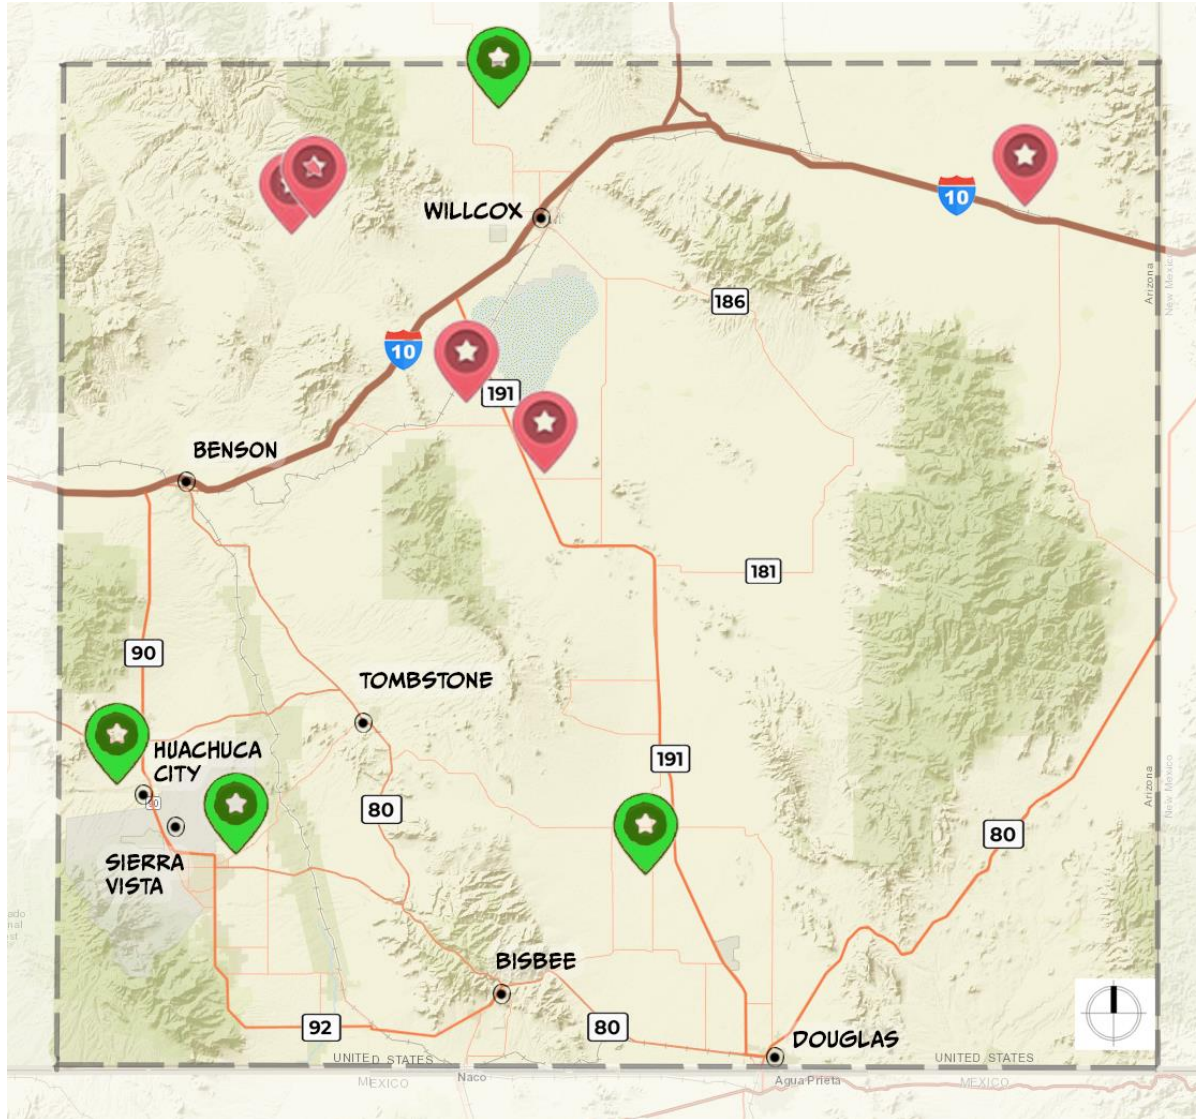 WILLCOX
10
Arizona
New Mexico
186
10
191
BENSON
181
90
TOMBSTONE
HUACHUCA
CITY
191
Arizona
New Mexico
80
80
SIERRA
VISTA
BISBEE
92
80
DOUGLAS
UNITED STATES
MEXICO
Naco
Agua Prieta
UNITED STATES
MEXICO